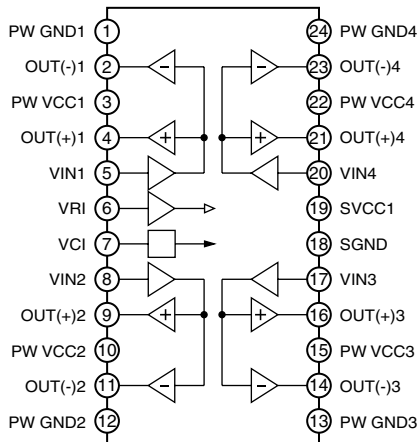 PW GND1 1 24 PW GND4
OUT(-)1 2 - - 23 OUT(-)4
PW VCC1 3 22 PW VCC4
OUT(+)1 4 + + 21 OUT(+)4
VIN1 5 20 VIN4
VRI 6 19 SVCC1
VCI 7 18 SGND
VIN2 8 17 VIN3
OUT(+)2 9 + + 16 OUT(+)3
PW VCC2 10 15 PW VCC3
OUT(-)2 11 - - 14 OUT(-)3
PW GND2 12 13 PW GND3